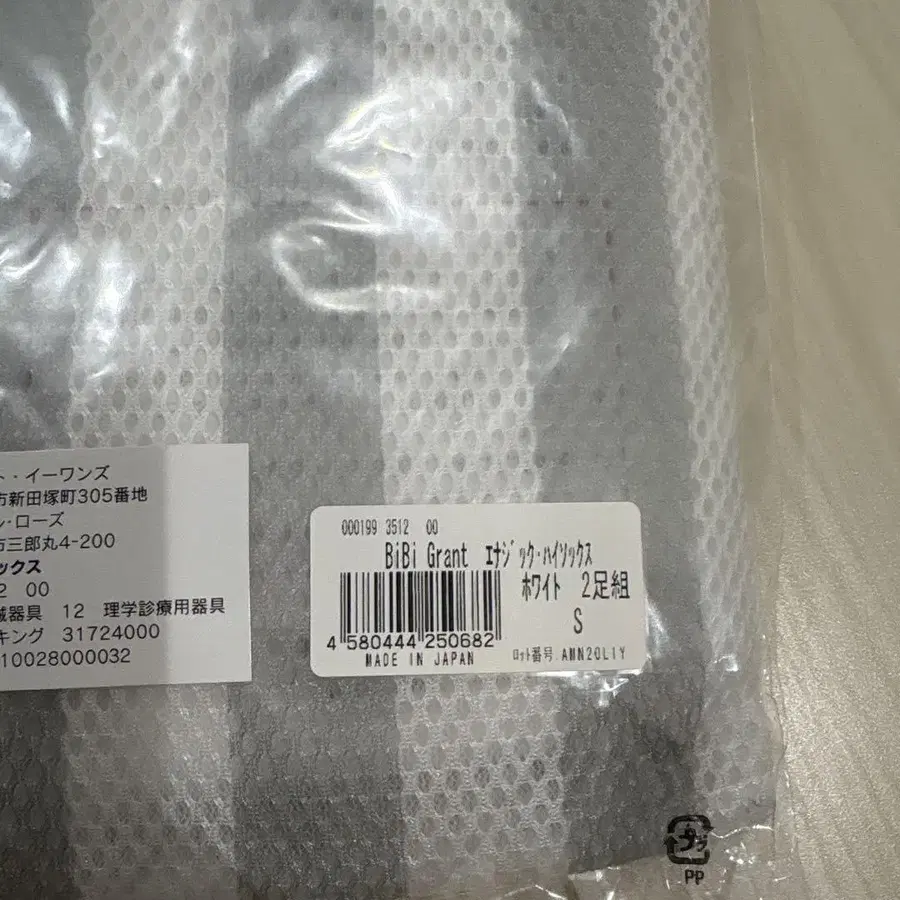 ト・イーワンズ
市新田塚町305番地
ン・ローズ
市三郎丸4-200
ックス
2 00
械器具 12 理学診療用器具
キング 31724000
10028000032
000199 3512 00
BiBi Grant エナジック・ハイソックス
ホワイト 2足組
S
4 580444 250682
MADE IN JAPAN
ロット番号.AMN20L1Y
プラ
PP